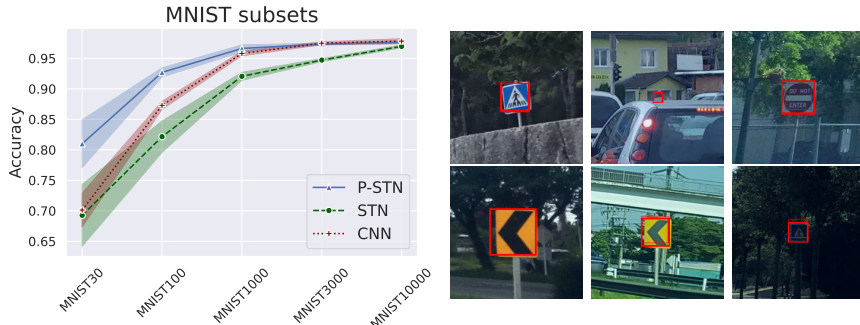 MNIST subsets
Accuracy
0.95
0.90
0.85
0.80
0.75
0.70
0.65
P-STN
STN
CNN
MNIST30
MNIST100
MNIST1000
MNIST3000
MNIST10000
DO NOT
ENTER